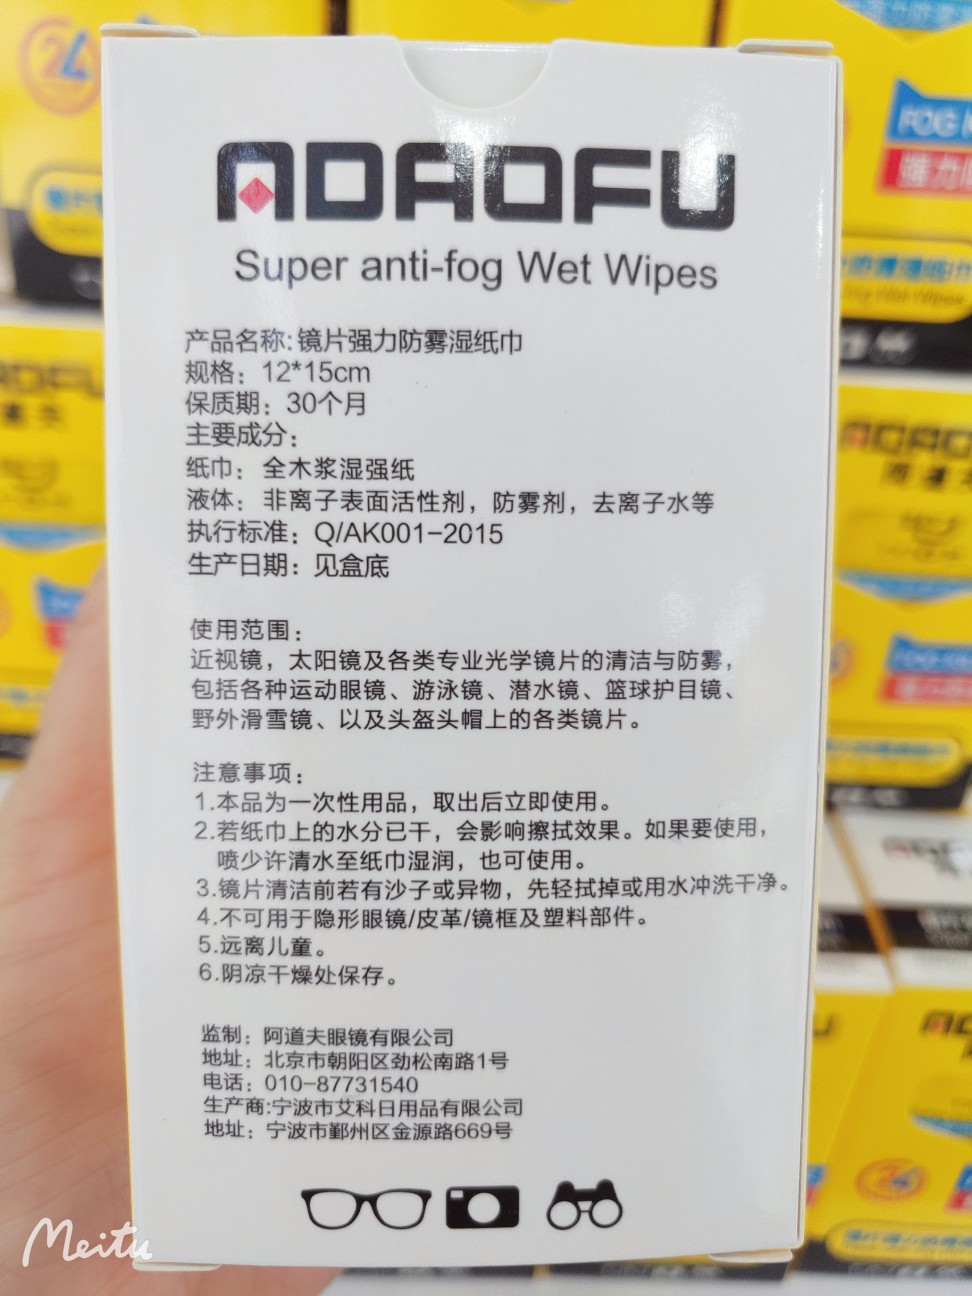 ADAOFU
Super anti-fog Wet Wipes
产品名称:镜片强力防雾湿纸巾
规格：12*15cm
保质期：30个月
主要成分：
纸巾：全木浆湿强纸
液体：非离子表面活性剂，防雾剂，去离子水等
执行标准：Q/AK001-2015
生产日期：见盒底
使用范围：
近视镜，太阳镜及各类专业光学镜片的清洁与防雾，
包括各种运动眼镜、游泳镜、潜水镜、篮球护目镜、
野外滑雪镜、以及头盔头帽上的各类镜片。
注意事项：
1.本品为一次性用品，取出后立即使用。
2.若纸巾上的水分已干，会影响擦拭效果。如果要使用，
喷少许清水至纸巾湿润，也可使用。
3.镜片清洁前若有沙子或异物，先轻拭掉或用水冲洗干净。
4.不可用于隐形眼镜/皮革/镜框及塑料部件。
5.远离儿童。
6.阴凉干燥处保存。
监制：阿道夫眼镜有限公司
地址：北京市朝阳区劲松南路1号
电话：010-87731540
生产商:宁波市艾科日用品有限公司
地址：宁波市鄞州区金源路669号
Meitu
24
FOG
强力